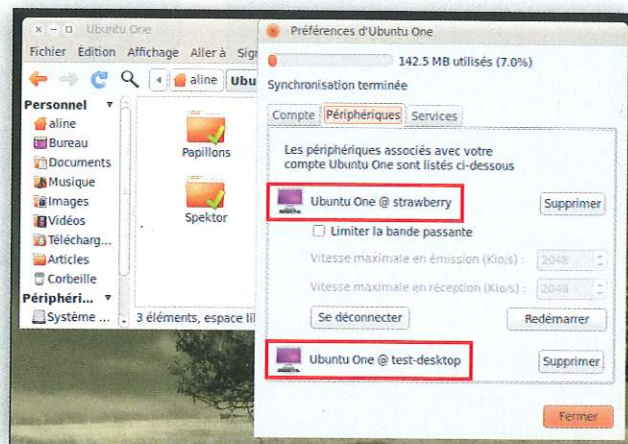 Ubuntu One
Fichier Édition Affichage Aller à
aline
Personnel
aline
Bureau
Documents
Musique
Images
Vidéos
Télécharg...
Articles
Corbeille
Périphéri...
Système ...
Papillons
Spektor
3 éléments, espace
Préférences d'Ubuntu One
142.5 MB utilisés (7.0%)
Synchronisation terminée
Compte Périphériques Services
Les périphériques associés avec votre
compte Ubuntu One sont listés ci-dessous
Ubuntu One @ strawberry Supprimer
Limiter la bande passante
Vitesse maximale en émission (Kio/s) : 2048
Vitesse maximale en réception (Kio/s) : 2048
Se déconnecter Redémarrer
Ubuntu One @ test-desktop Supprimer
Fermer